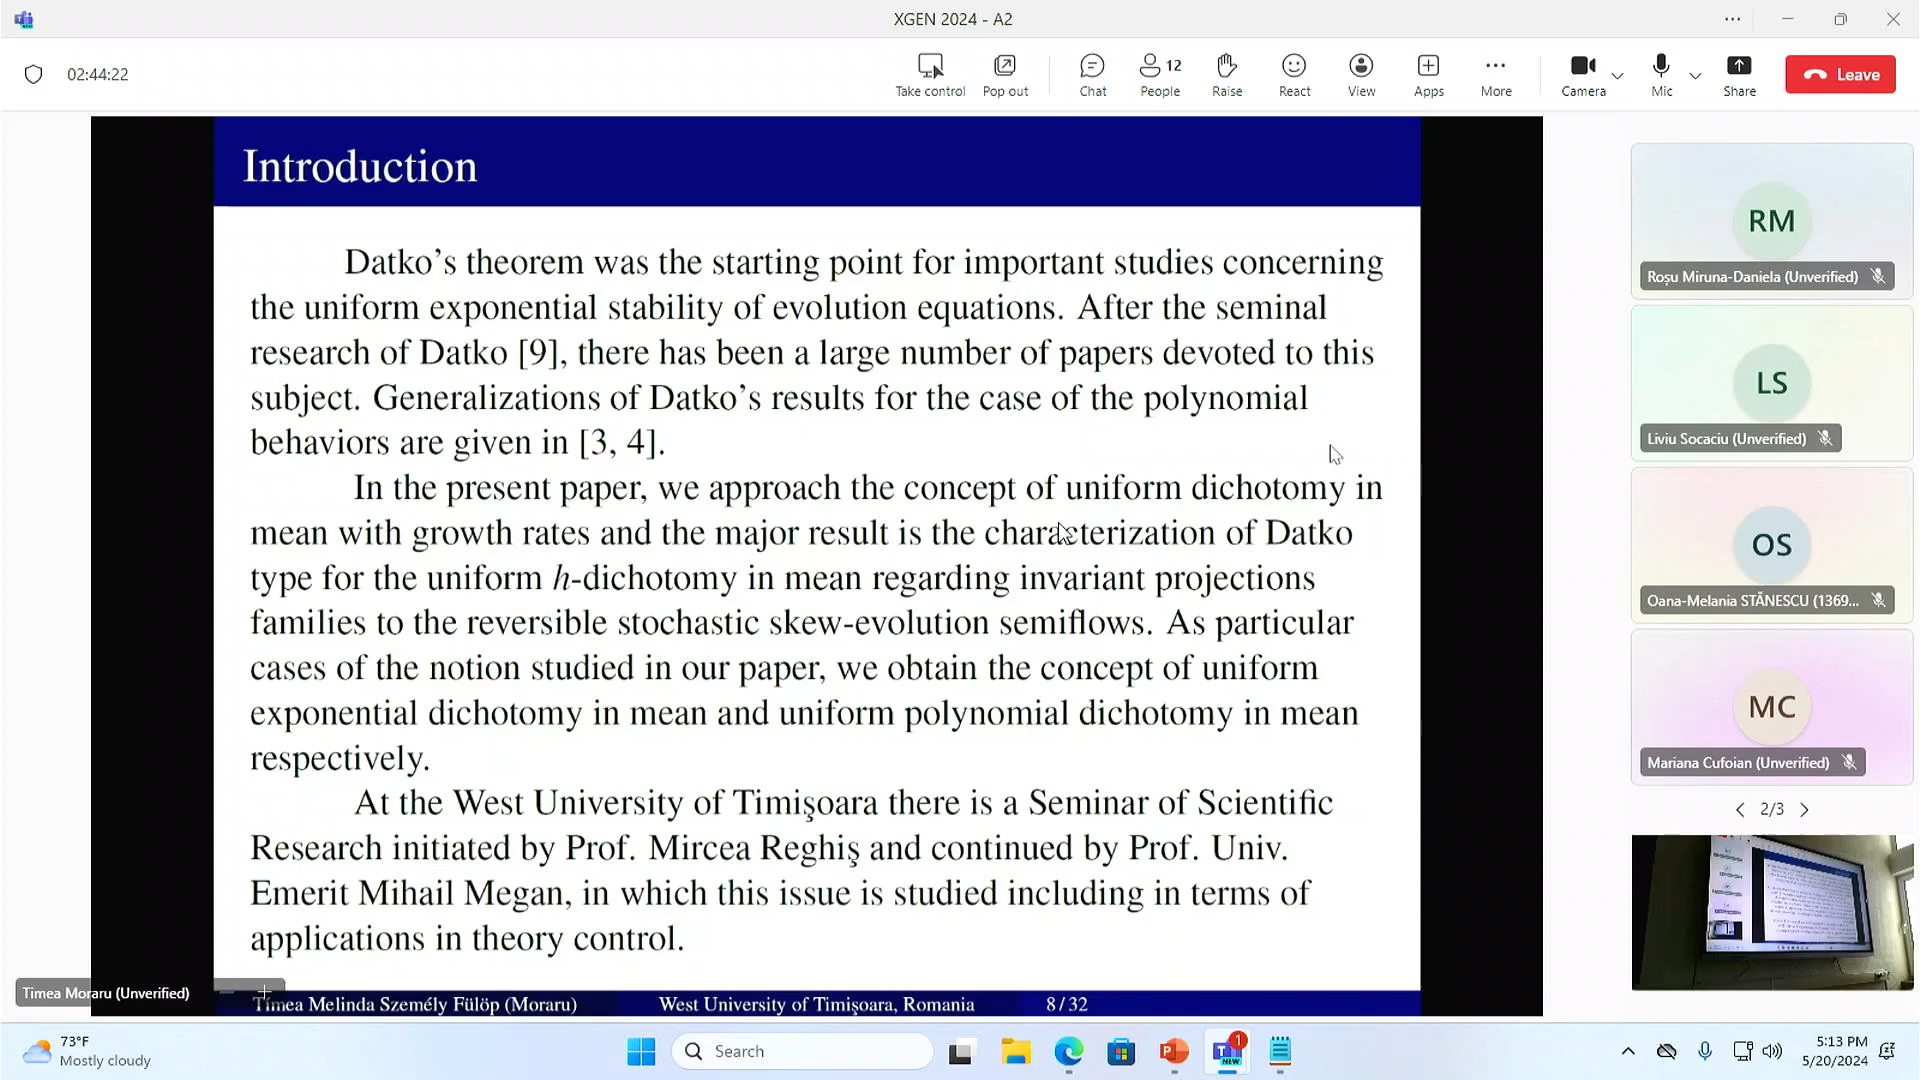 XGEN 2024 - A2
02:44:22
Take control
Pop out
Chat
12
People
Raise
React
View
Apps
More
Camera
Mic
Share
Leave
Introduction
Datko's theorem was the starting point for important studies concerning
the uniform exponential stability of evolution equations. After the seminal
research of Datko [9], there has been a large number of papers devoted to this
subject. Generalizations of Datko's results for the case of the polynomial
behaviors are given in [3, 4].
In the present paper, we approach the concept of uniform dichotomy in
mean with growth rates and the major result is the characterization of Datko
type for the uniform h-dichotomy in mean regarding invariant projections
families to the reversible stochastic skew-evolution semiflows. As particular
cases of the notion studied in our paper, we obtain the concept of uniform
exponential dichotomy in mean and uniform polynomial dichotomy in mean
respectively.
At the West University of Timişoara there is a Seminar of Scientific
Research initiated by Prof. Mircea Reghiş and continued by Prof. Univ.
Emerit Mihail Megan, in which this issue is studied including in terms of
applications in theory control.
Timea Moraru (Unverified)
Tímea Melinda Személy Fülöp (Moraru)
West University of Timişoara, Romania
8 / 32
RM
Roșu Miruna-Daniela (Unverified)
LS
Liviu Socaciu (Unverified)
OS
Oana-Melania STĂNESCU (1369...
MC
Mariana Cufoian (Unverified)
2/3
73°F
Mostly cloudy
Search
1
NEW
5:13 PM
5/20/2024